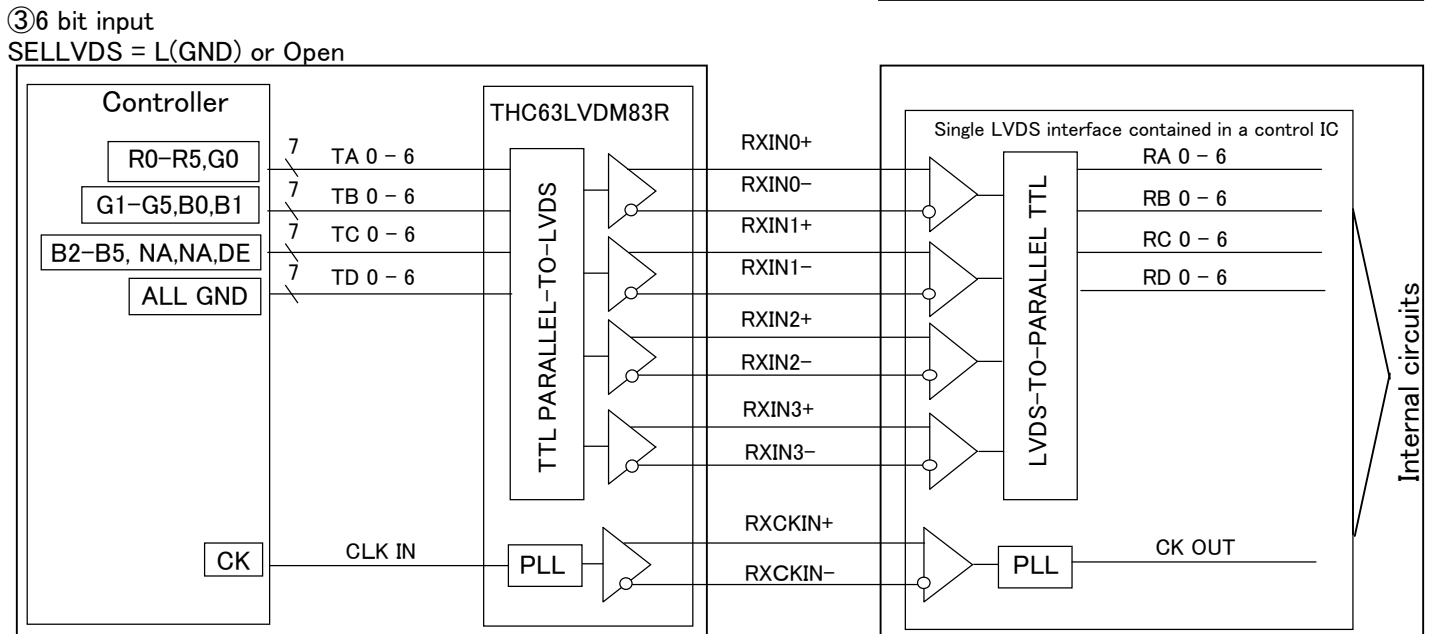 ③6 bit input
SELLVDS = L(GND) or Open
Controller
R0-R5,G0
G1-G5,B0,B1
B2-B5, NA,NA,DE
ALL GND
CK
7
TA 0 - 6
7
TB 0 - 6
7
TC 0 - 6
7
TD 0 - 6
CLK IN
THC63LVDM83R
TTL PARALLEL-TO-LVDS
PLL
RXIN0+
RXIN0-
RXIN1+
RXIN1-
RXIN2+
RXIN2-
RXIN3+
RXIN3-
RXCKIN+
RXCKIN-
Single LVDS interface contained in a control IC
LVDS-TO-PARALLEL TTL
PLL
RA 0 - 6
RB 0 - 6
RC 0 - 6
RD 0 - 6
CK OUT
Internal circuits